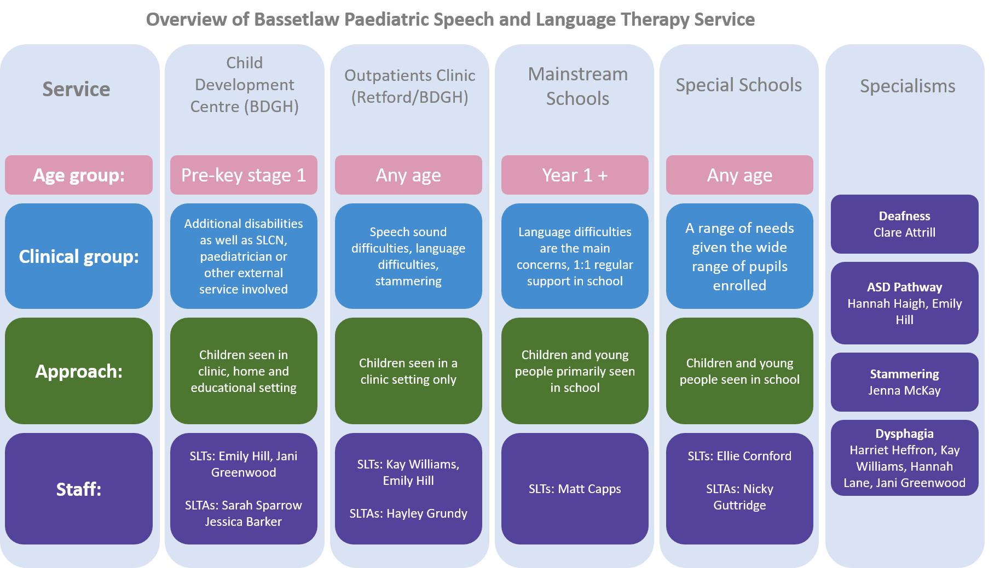 Overview of Bassetlaw Paediatric Speech and Language Therapy Service
Service
Age group:
Clinical group:
Approach:
Staff:
Child
Development
Centre (BDGH)
Pre-key stage 1
Additional disabilities
as well as SLCN,
paediatrician or
other external
service involved
Children seen in
clinic, home and
educational setting
SLTs: Emily Hill, Jani
Greenwood
SLTAs: Sarah Sparrow
Jessica Barker
Outpatients Clinic
(Retford/BDGH)
Any age
Speech sound
difficulties, language
difficulties,
stammering
Children seen in a
clinic setting only
SLTs: Kay Williams,
Emily Hill
SLTAs: Hayley Grundy
Mainstream
Schools
Year 1 +
Language difficulties
are the main
concerns, 1:1 regular
support in school
Children and young
people primarily seen
in school
SLTs: Matt Capps
Special Schools
Any age
A range of needs
given the wide
range of pupils
enrolled
Children and young
people seen in school
SLTs: Ellie Cornford
SLTAs: Nicky
Guttridge
Specialisms
Deafness
Clare Attrill
ASD Pathway
Hannah Haigh, Emily
Hill
Stammering
Jenna McKay
Dysphagia
Harriet Heffron, Kay
Williams, Hannah
Lane, Jani Greenwood